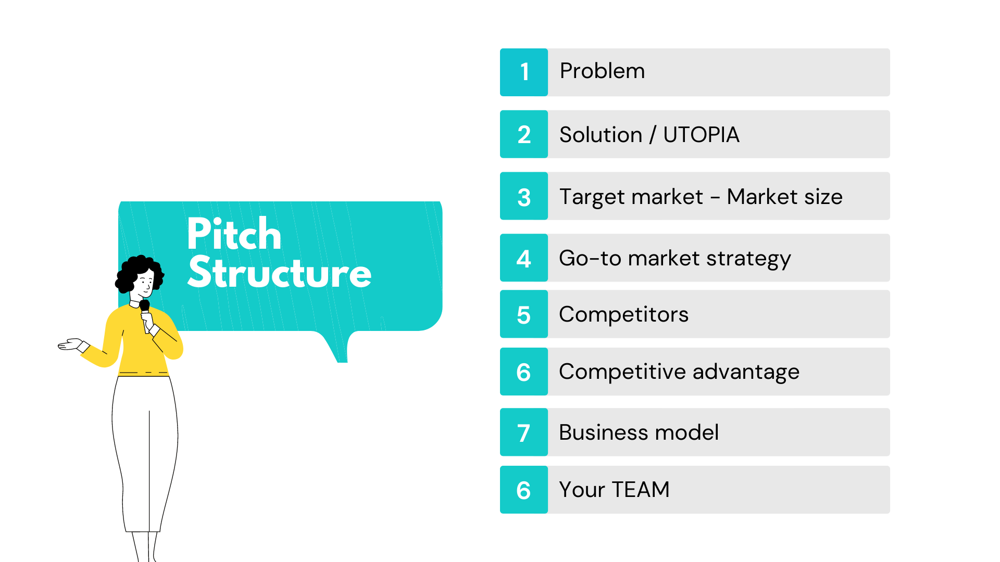 Pitch
Structure
1 Problem
2 Solution / UTOPIA
3 Target market - Market size
4 Go-to market strategy
5 Competitors
6 Competitive advantage
7 Business model
6 Your TEAM